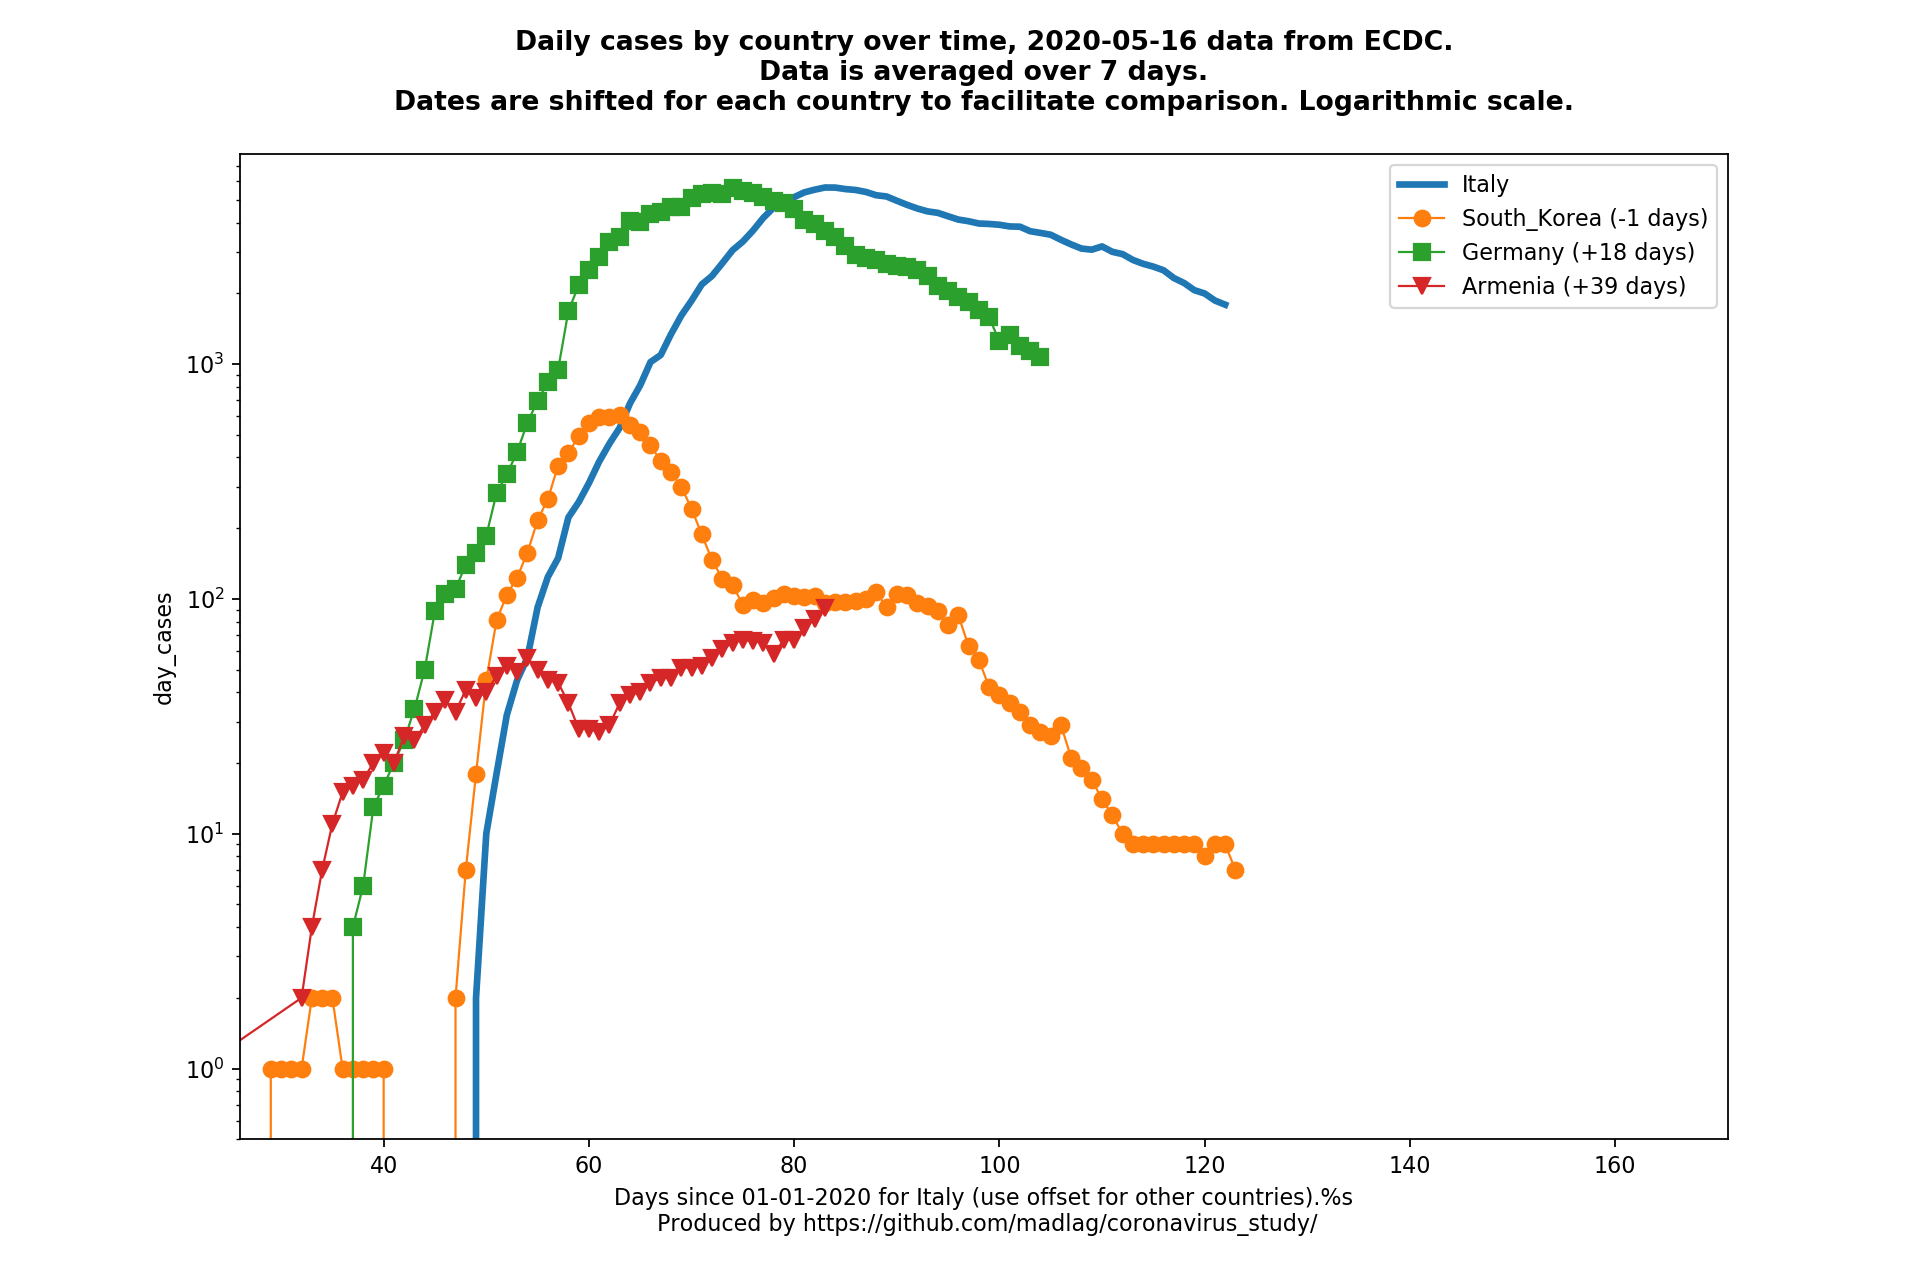 Daily cases by country over time, 2020-05-16 data from ECDC.
Data is averaged over 7 days.
Dates are shifted for each country to facilitate comparison. Logarithmic scale.
Italy
South_Korea (-1 days)
Germany (+18 days)
Armenia (+39 days)
day_cases
10³
10²
10¹
10⁰
40 60 80 100 120 140 160
Days since 01-01-2020 for Italy (use offset for other countries).%s
Produced by https://github.com/madlag/coronavirus_study/